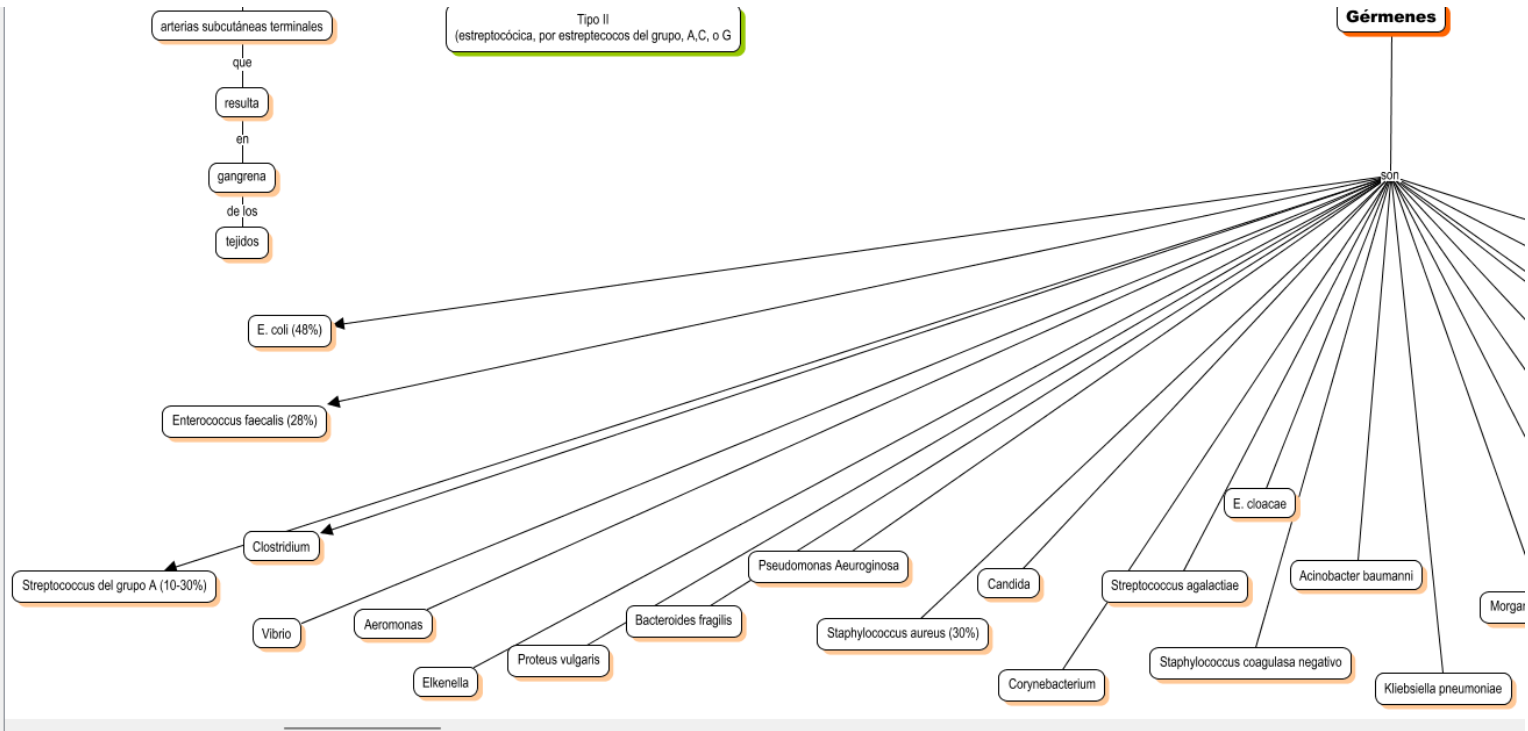 arterias subcutáneas terminales
que
resulta
en
gangrena
de los
tejidos
Tipo II
(estreptocócica, por estreptecocos del grupo, A,C, o G
Gérmenes
son
E. coli (48%)
Enterococcus faecalis (28%)
Clostridium
Streptococcus del grupo A (10-30%)
Vibrio
Aeromonas
Elkenella
Proteus vulgaris
Bacteroides fragilis
Pseudomonas Aeuroginosa
Staphylococcus aureus (30%)
Candida
Corynebacterium
Streptococcus agalactiae
E. cloacae
Staphylococcus coagulasa negativo
Acinobacter baumanni
Kliebsiella pneumoniae
Morgar